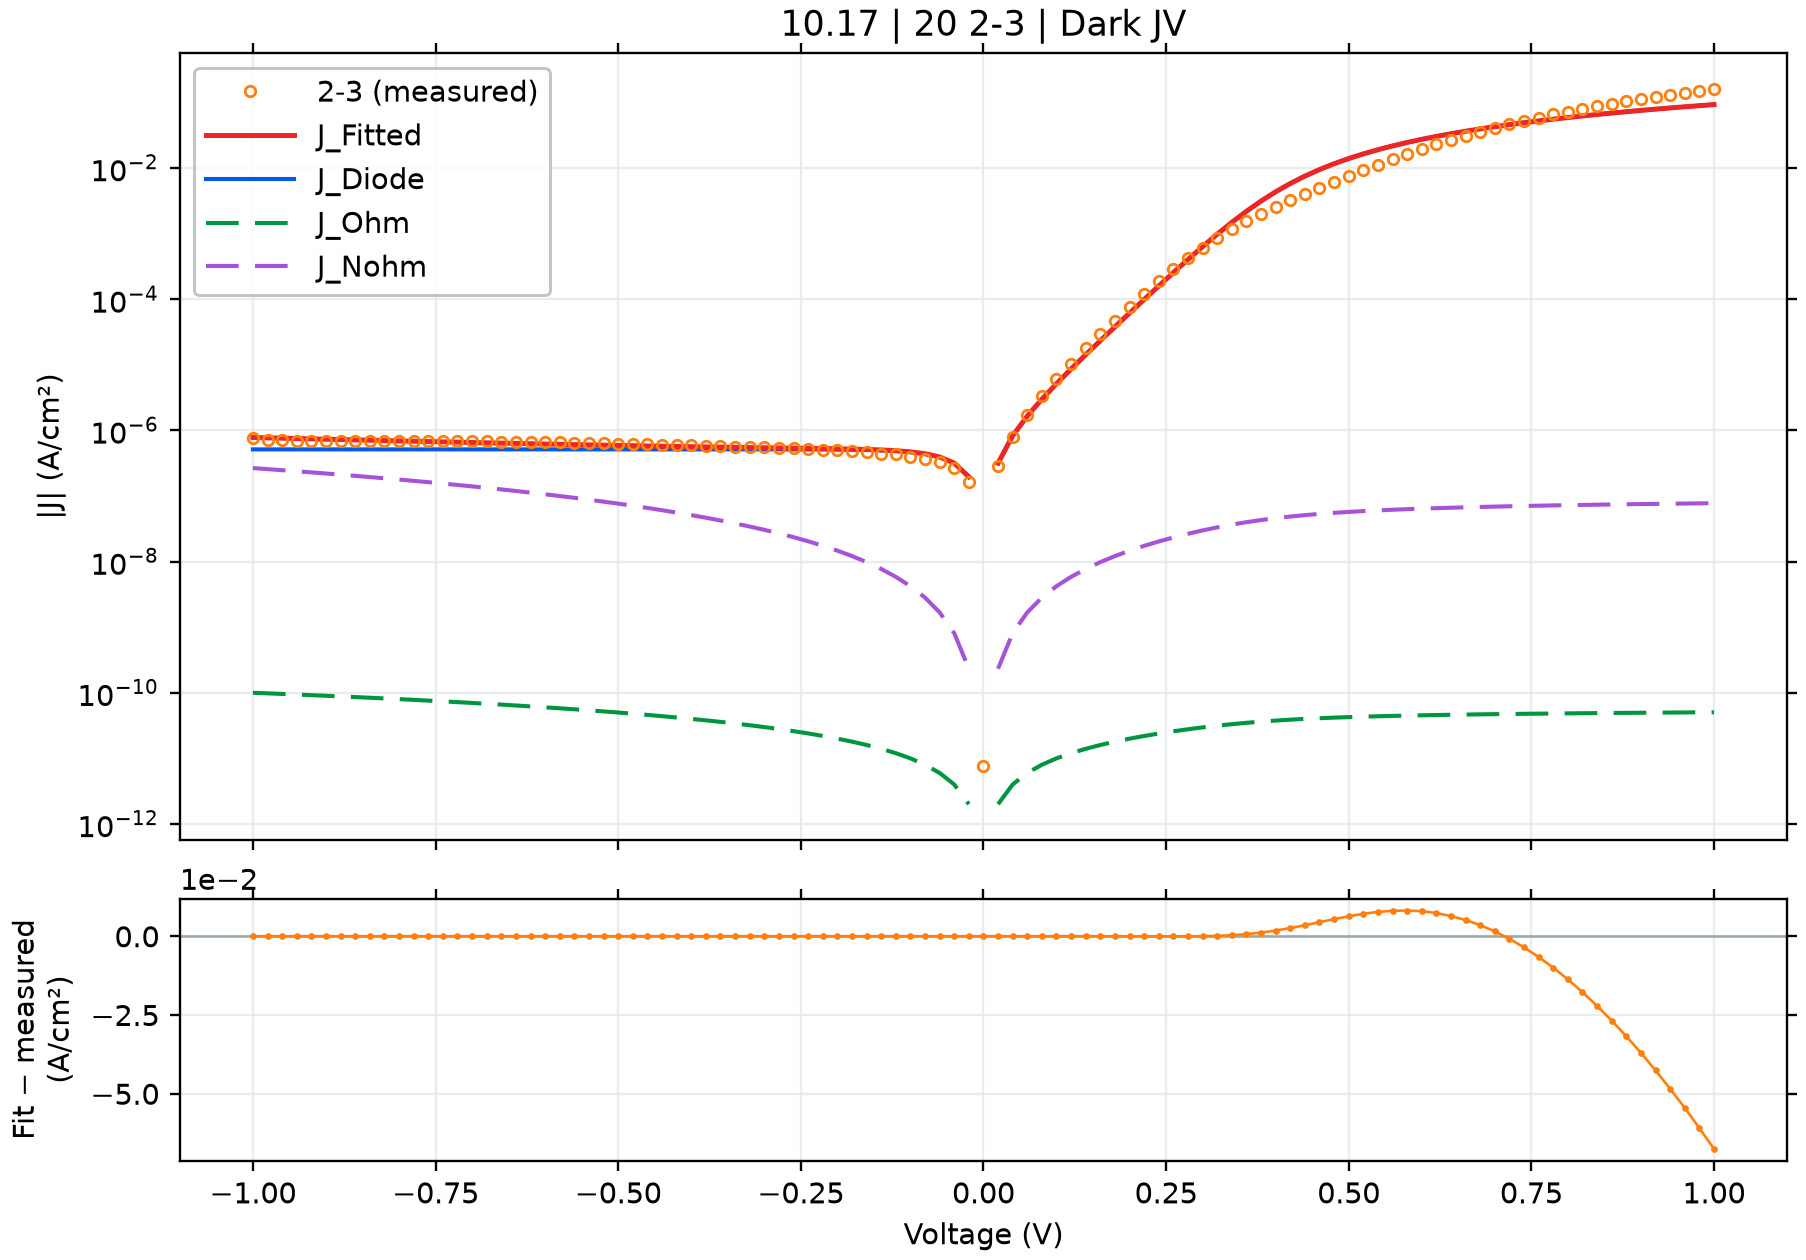 10.17 | 20 2-3 | Dark JV
2-3 (measured)
J_Fitted
J_Diode
J_Ohm
J_Nohm
|J| (A/cm²)
10⁻²
10⁻⁴
10⁻⁶
10⁻⁸
10⁻¹⁰
10⁻¹²
1e−2
Fit − measured
(A/cm²)
0.0
−2.5
−5.0
−1.00 −0.75 −0.50 −0.25 0.00 0.25 0.50 0.75 1.00
Voltage (V)